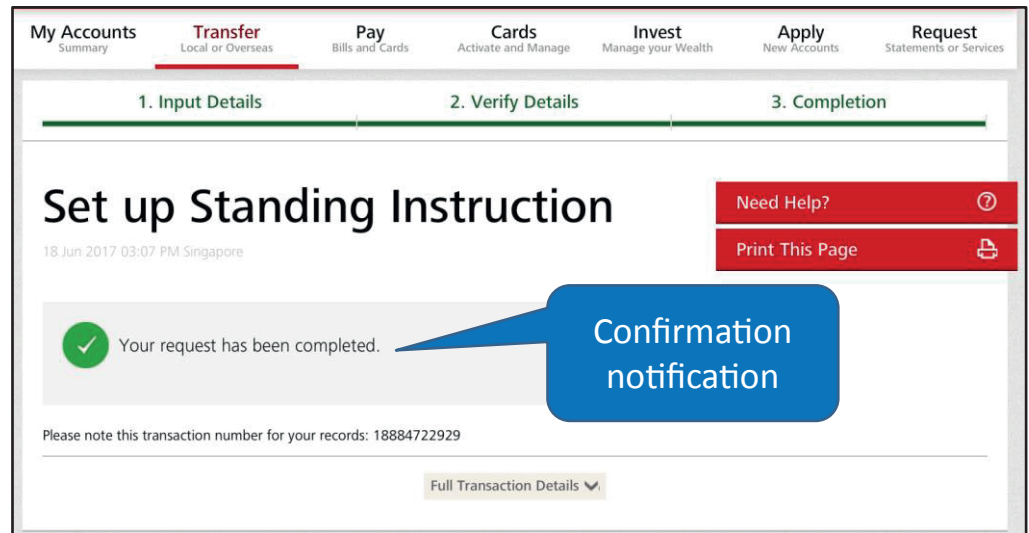 My Accounts Transfer Pay Cards Invest Apply Request
Summary Local or Overseas Bills and Cards Activate and Manage Manage your Wealth New Accounts Statements or Services
1. Input Details 2. Verify Details 3. Completion
Set up Standing Instruction
Need Help?
18 Jun 2017 03:07 PM Singapore
Print This Page
Your request has been completed.
Confirmation
notification
Please note this transaction number for your records: 18884722929
Full Transaction Details